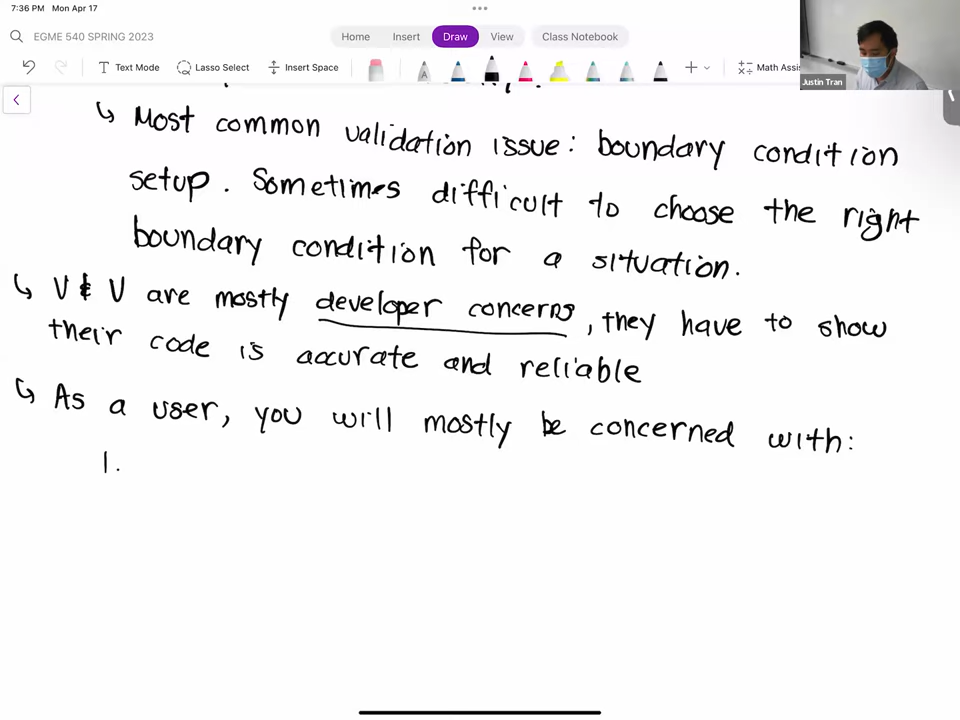 7:36 PM Mon Apr 17
EGME 540 SPRING 2023
Home Insert Draw View Class Notebook
Text Mode Lasso Select Insert Space Math Assis
Justin Tran
↳ Most common validation issue: boundary condition
setup. Sometimes difficult to choose the right
boundary condition for a situation.
↳ V & V are mostly developer concerns, they have to show
their code is accurate and reliable
↳ As a user, you will mostly be concerned with:
1.